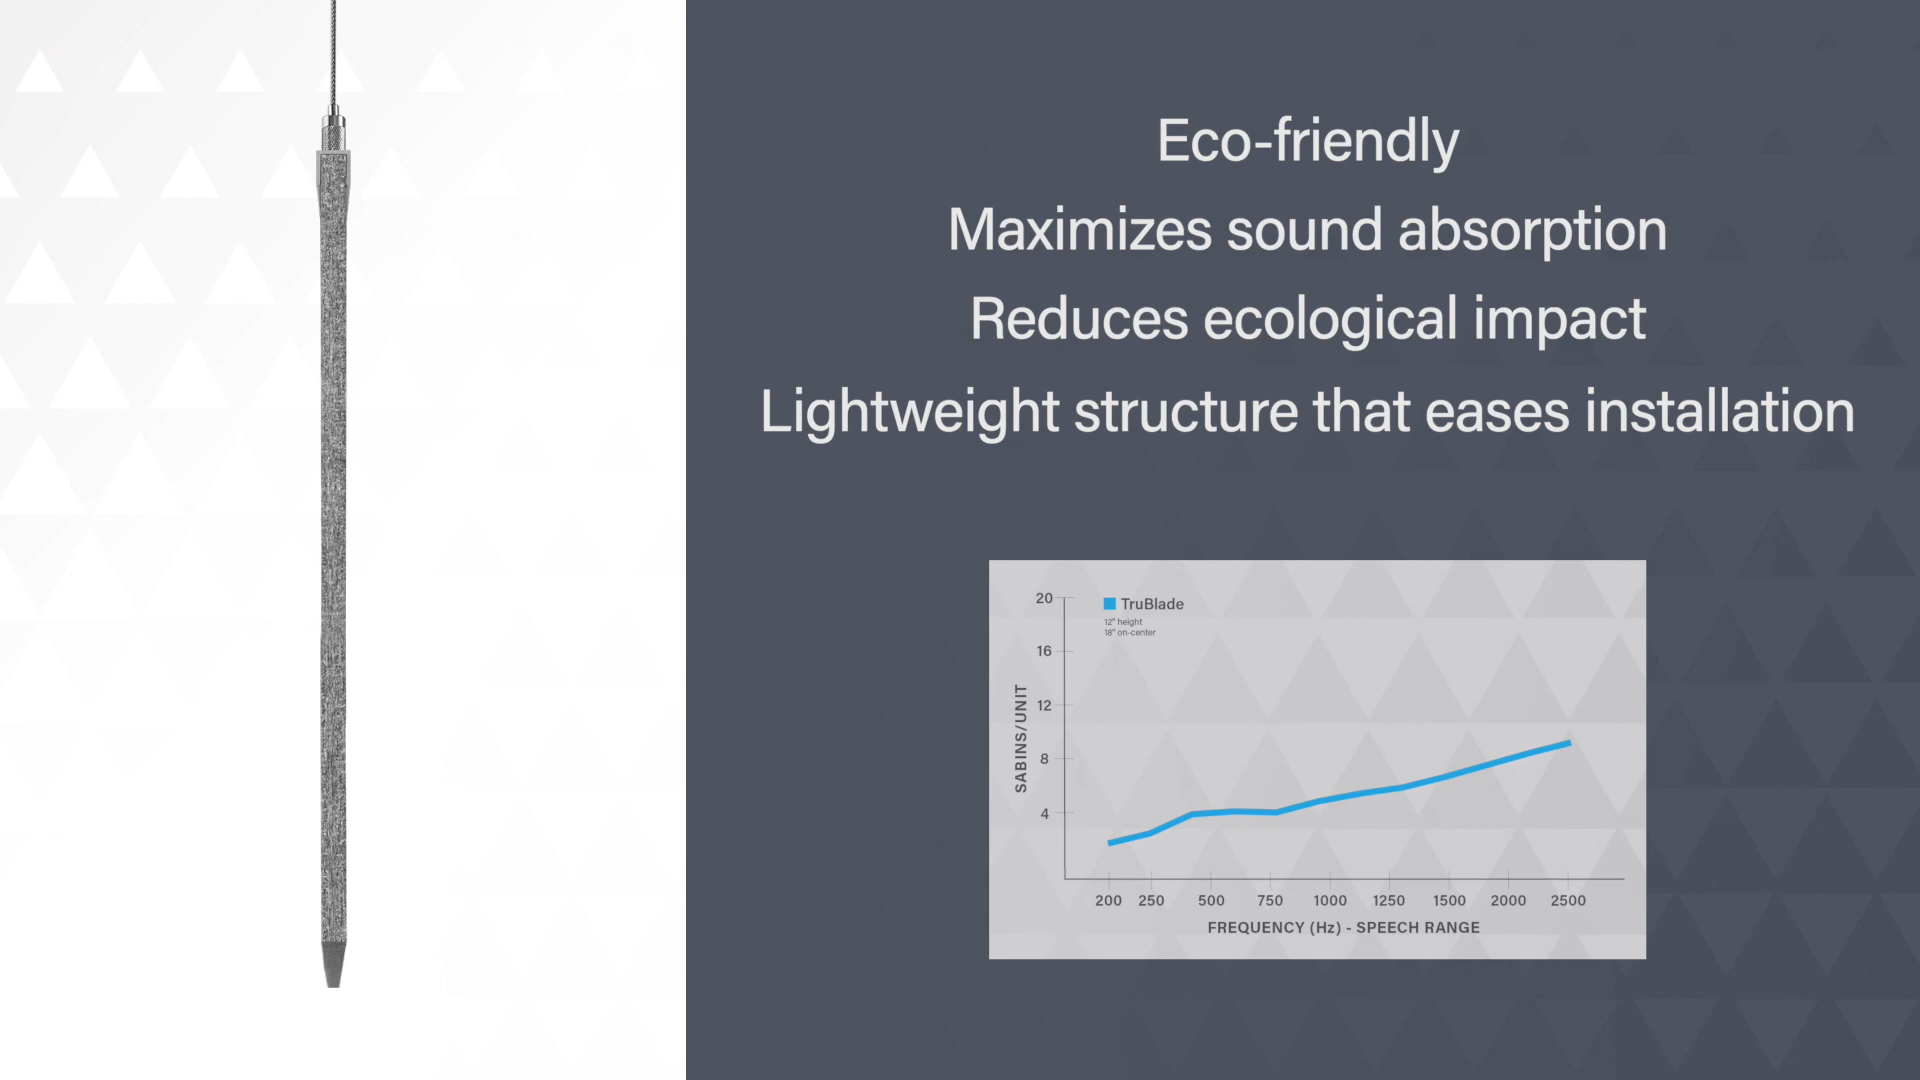 Eco-friendly
Maximizes sound absorption
Reduces ecological impact
Lightweight structure that eases installation
TruBlade
12" height
18" on-center
SABINS/UNIT
20
16
12
8
4
200 250 500 750 1000 1250 1500 2000 2500
FREQUENCY (Hz) - SPEECH RANGE